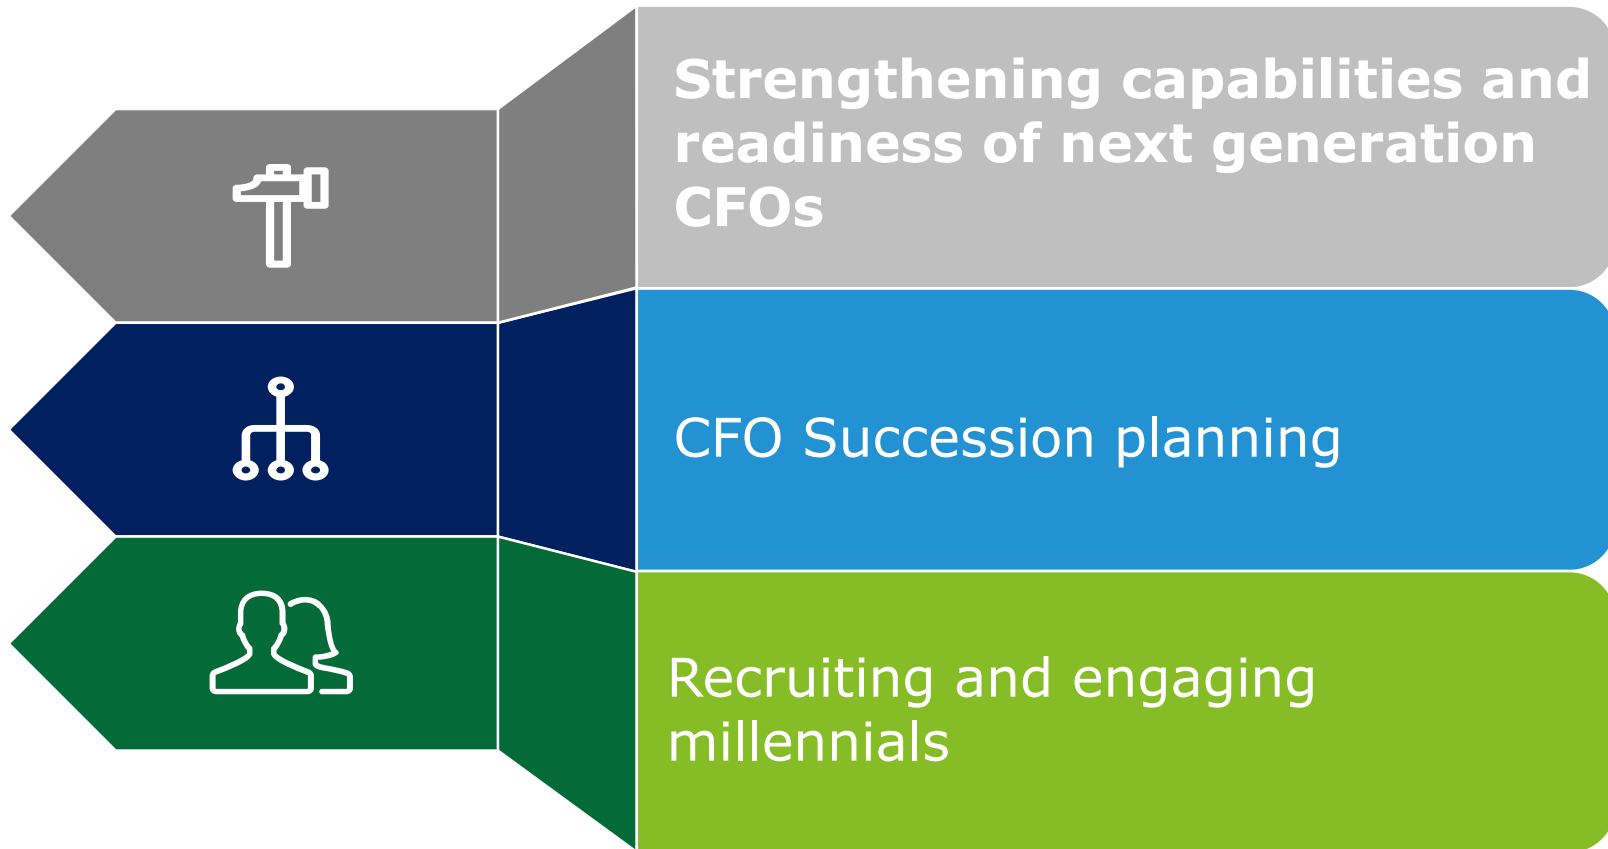 Strengthening capabilities and
readiness of next generation
CFOs
CFO Succession planning
Recruiting and engaging
millennials